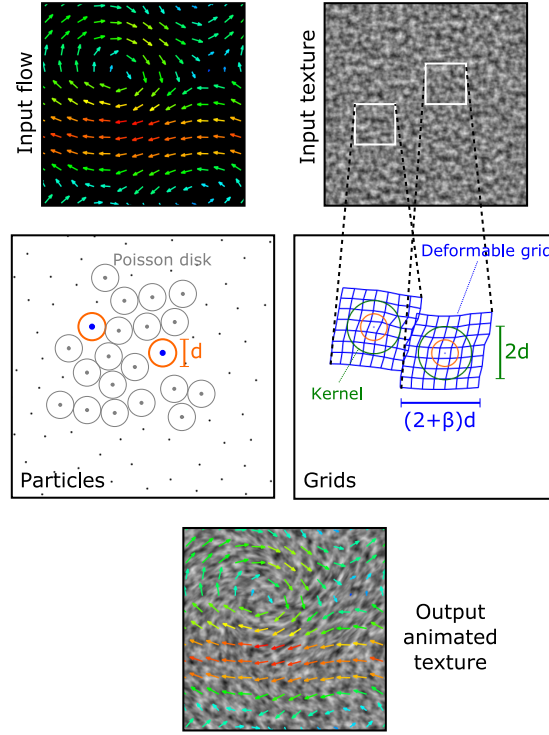 Input flow
Input texture
Poisson disk
d
Particles
Deformable grid
2d
Kernel
(2+β)d
Grids
Output
animated
texture